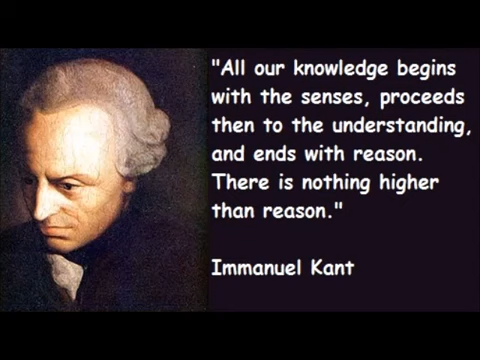 "All our knowledge begins
with the senses, proceeds
then to the understanding,
and ends with reason.
There is nothing higher
than reason."
Immanuel Kant